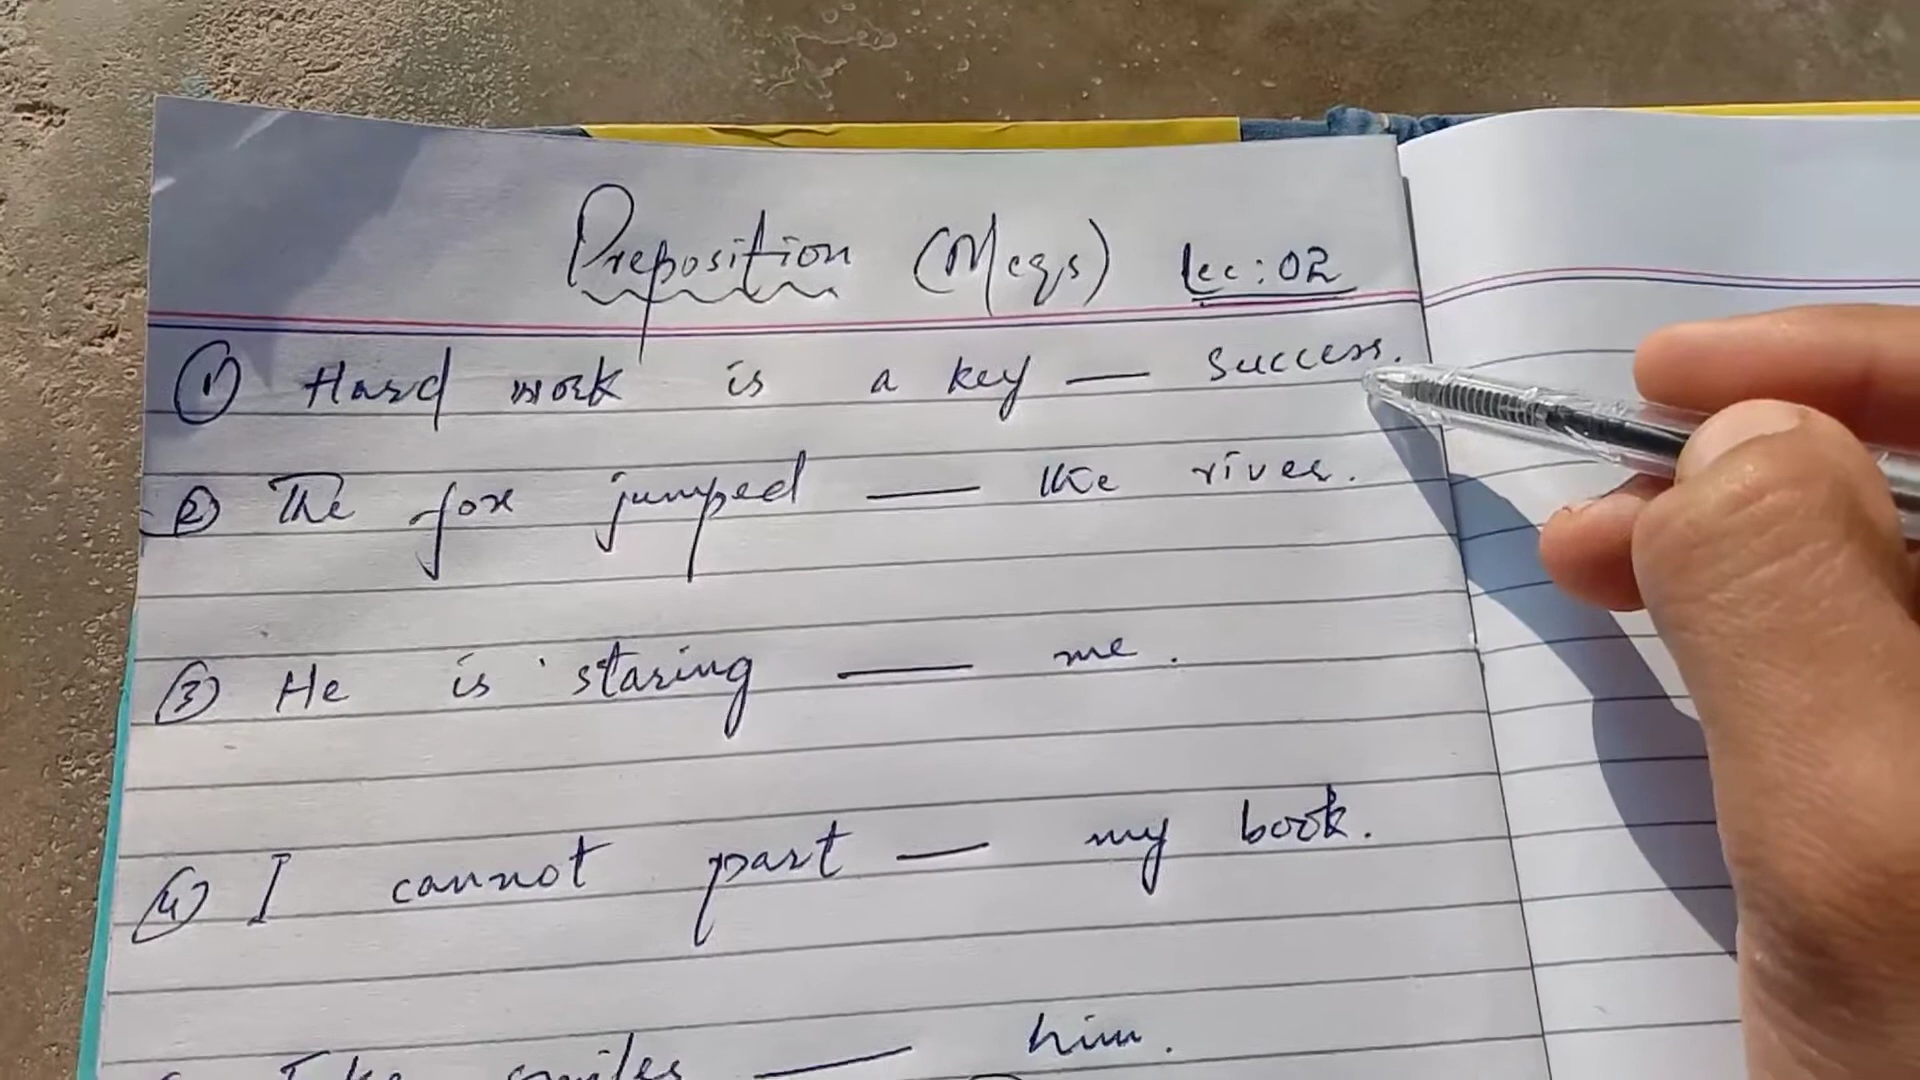 Preposition (Mcqs) Lec:02
① Hard work is a key — success.
② The fox jumped — the river.
③ He is staring — me.
④ I cannot part — my book.
smiles — him.